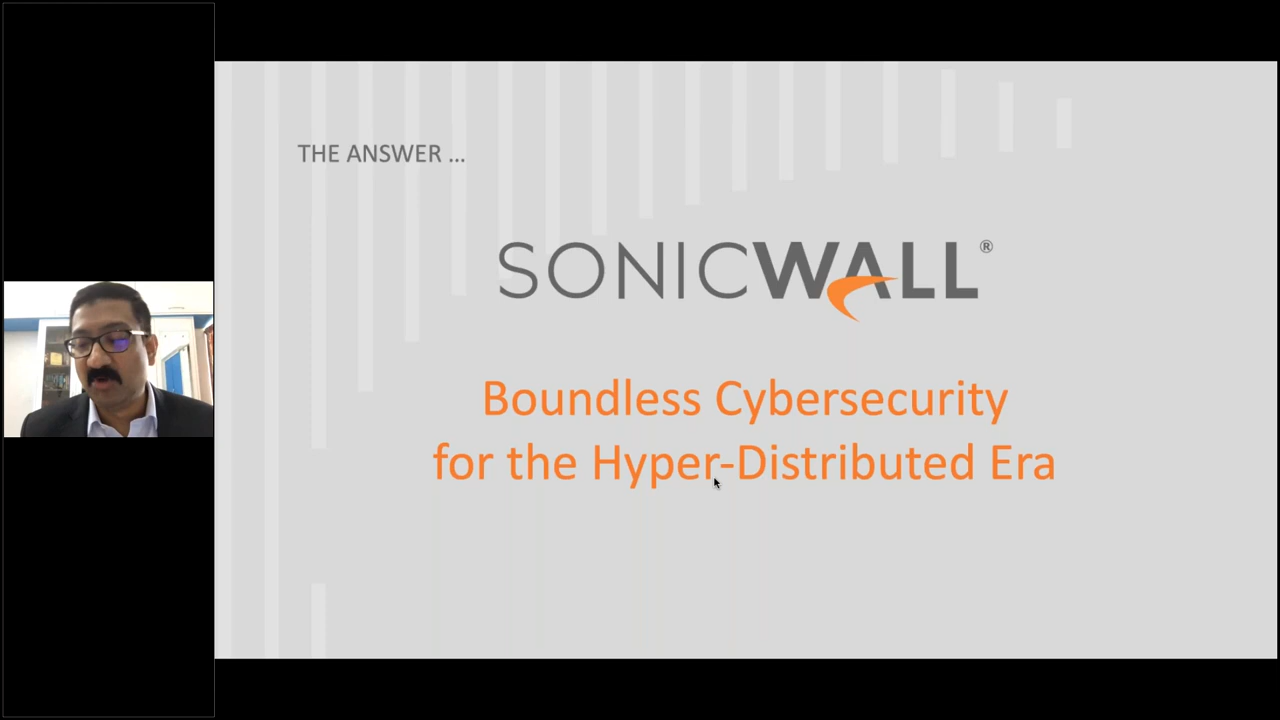 THE ANSWER ...
SONICWALL®
Boundless Cybersecurity
for the Hyper-Distributed Era